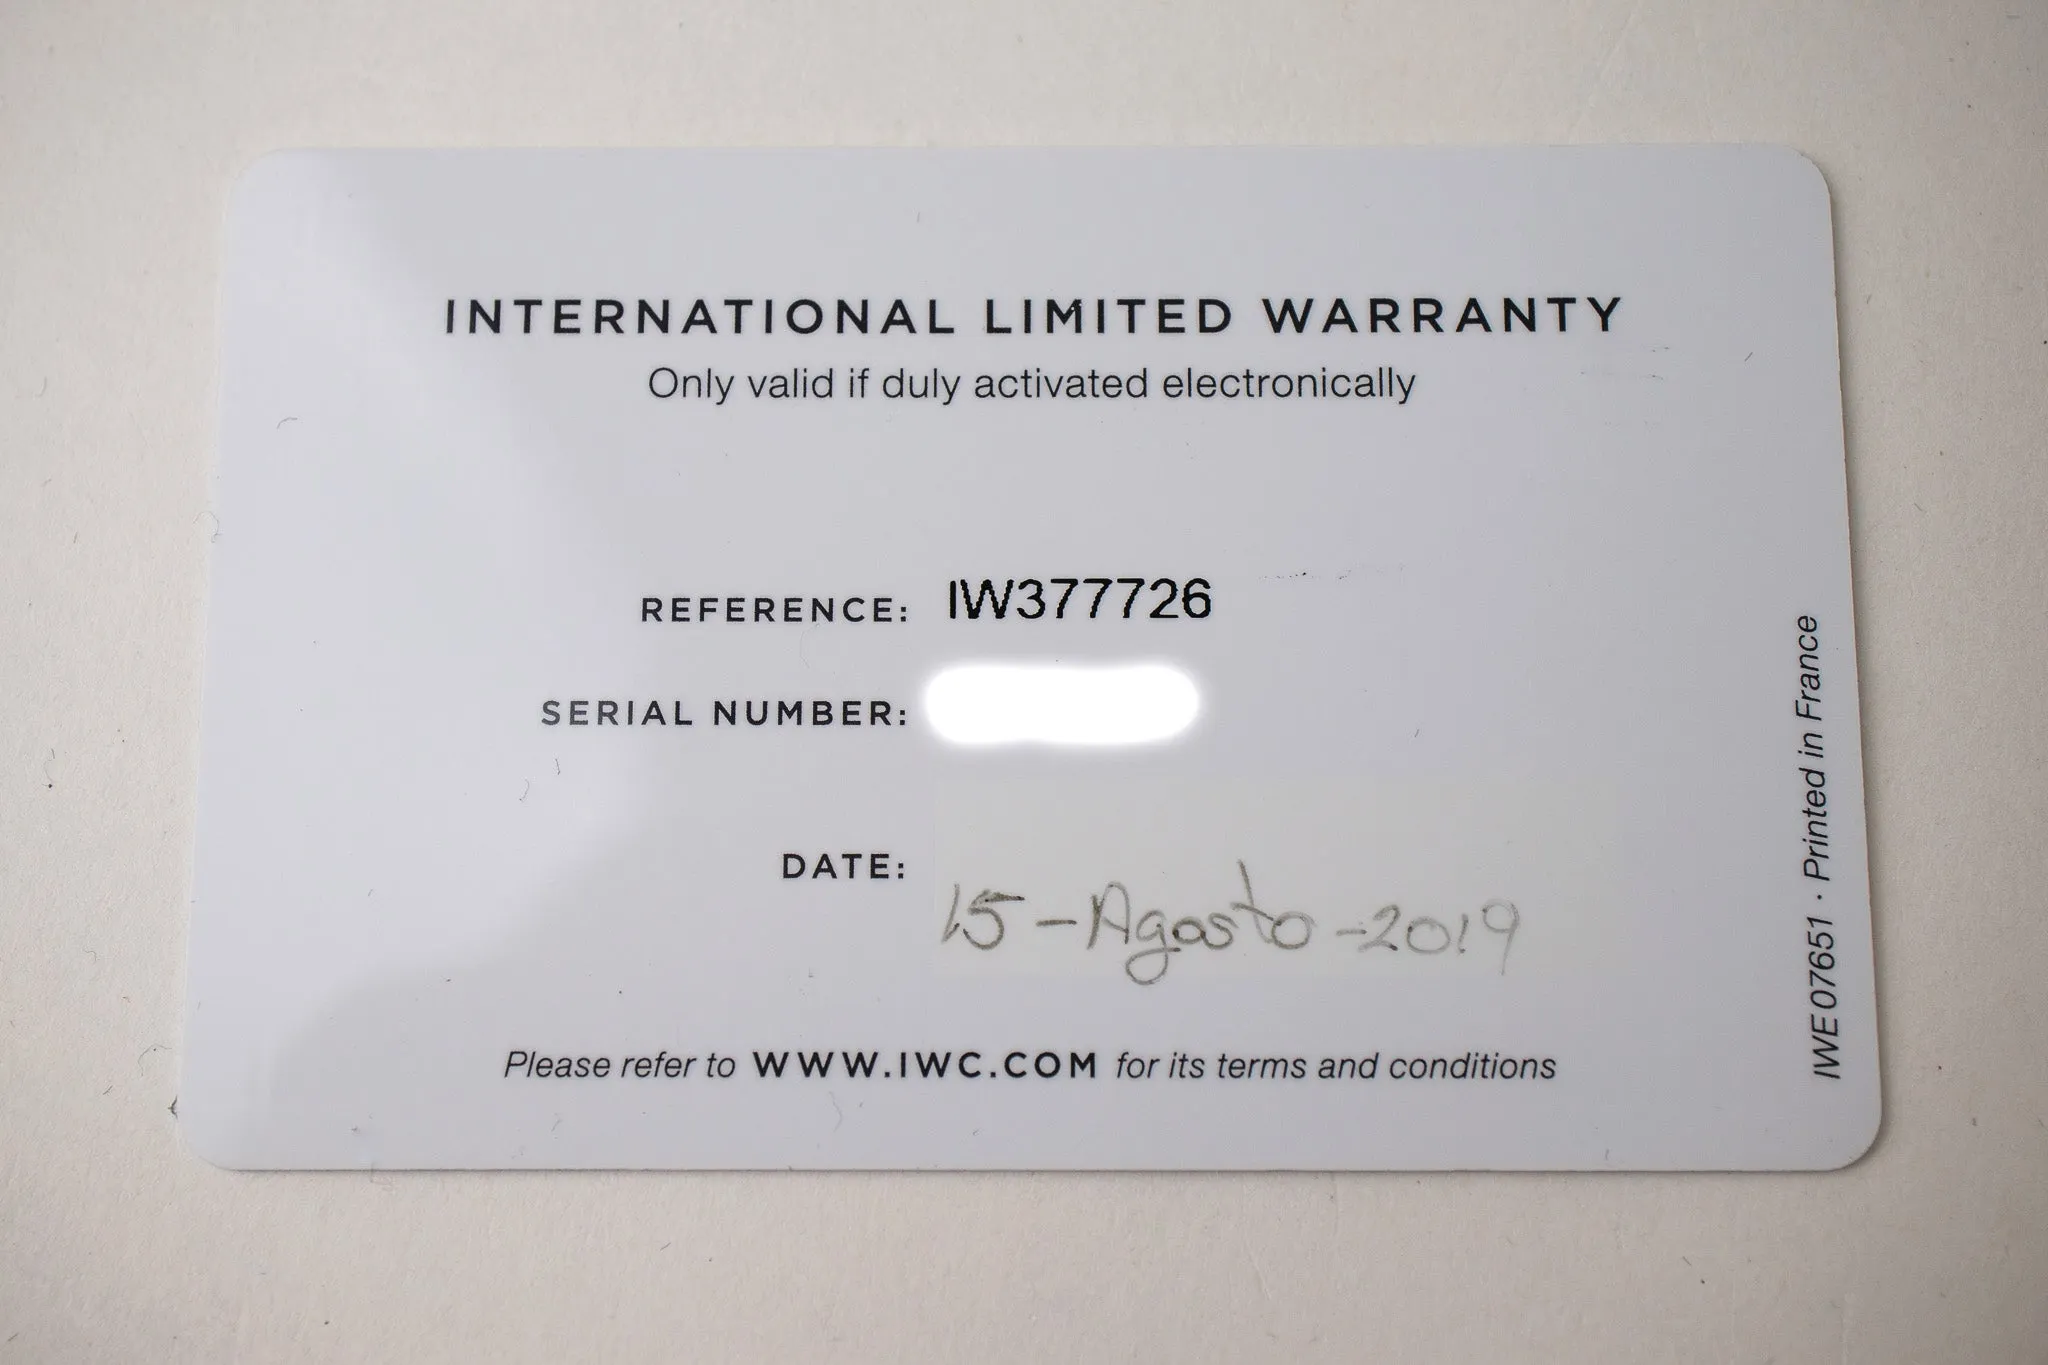 INTERNATIONAL LIMITED WARRANTY
Only valid if duly activated electronically
REFERENCE: IW377726
SERIAL NUMBER:
DATE: 15-Agosto-2019
Please refer to WWW.IWC.COM for its terms and conditions
IWE07651 · Printed in France